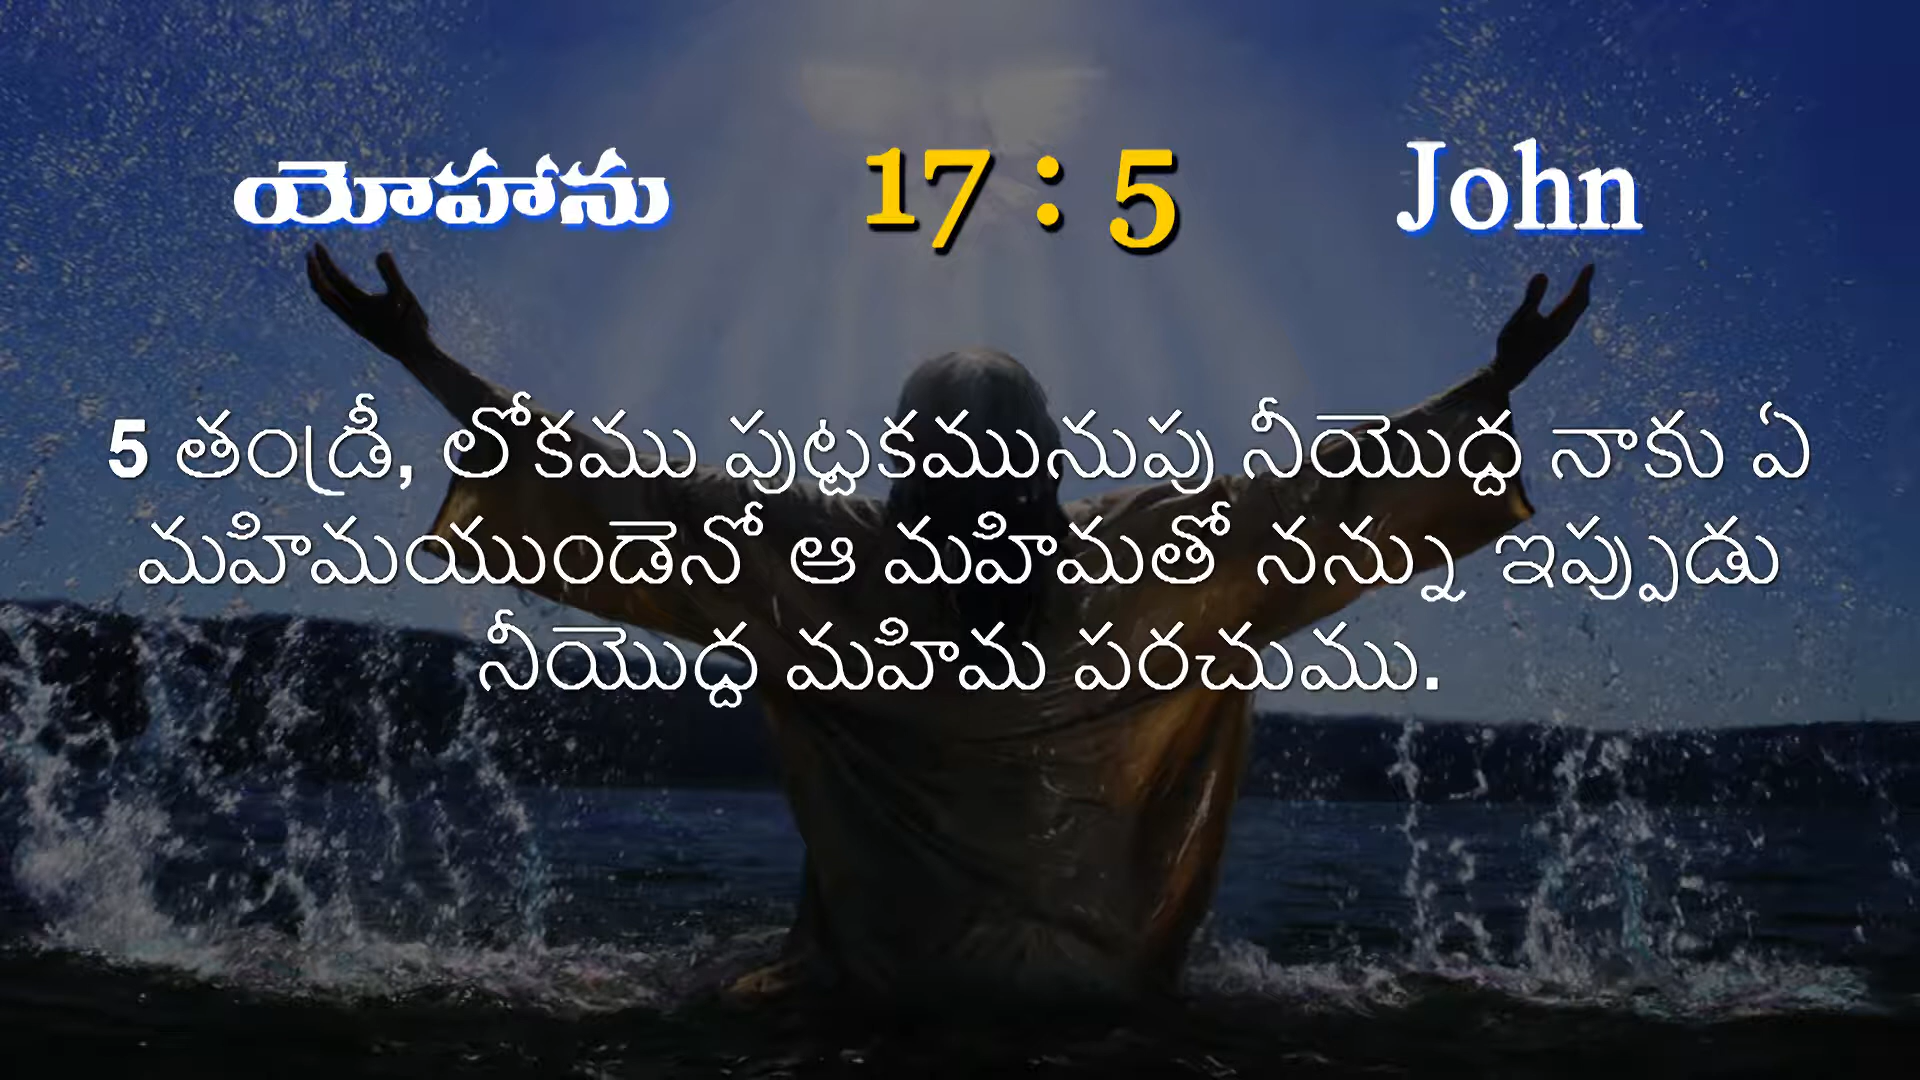 యోహాను 17 : 5 John
5 తండ్రీ, లోకము పుట్టకమునుపు నీయొద్ద నాకు ఏ
మహిమయుండెనో ఆ మహిమతో నన్ను ఇప్పుడు
నీయొద్ద మహిమ పరచుము.